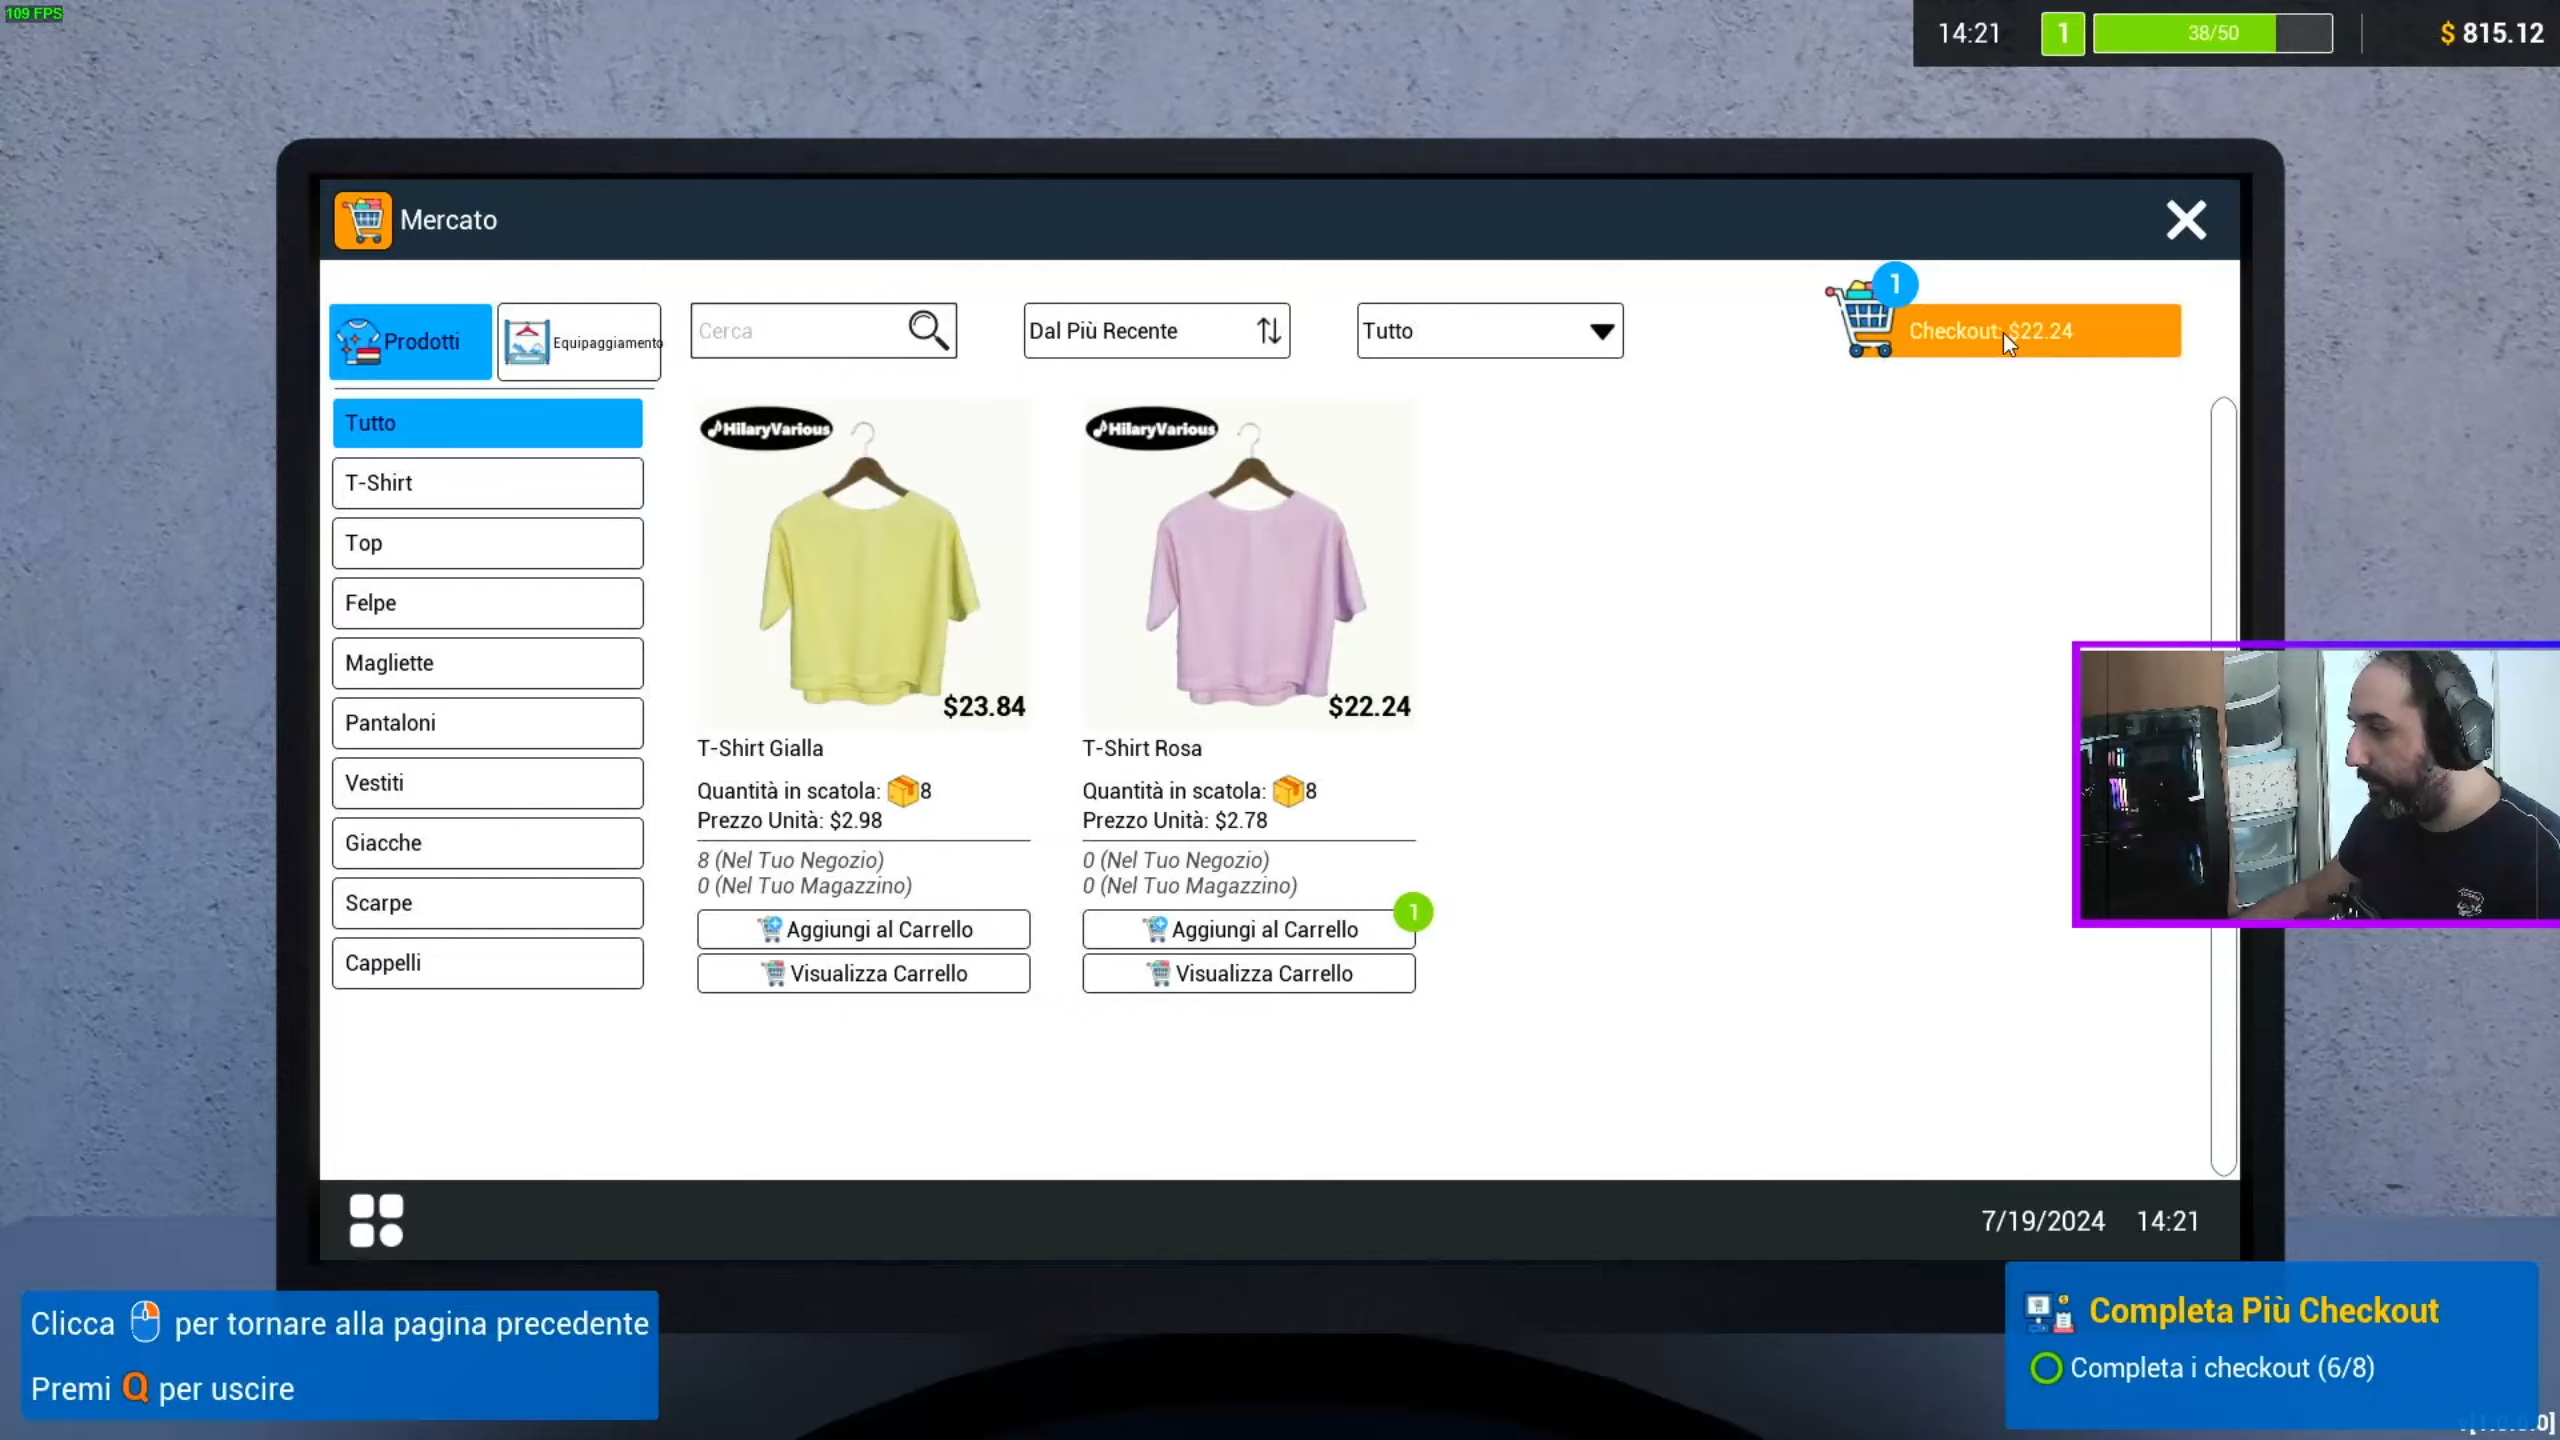 109 FPS
14:21
1
38/50
$ 815.12
Mercato
Prodotti
Equipaggiamento
Cerca
Dal Più Recente
Tutto
1
Checkout: $22.24
Tutto
T-Shirt
Top
Felpe
Magliette
Pantaloni
Vestiti
Giacche
Scarpe
Cappelli
HilaryVarious
$23.84
T-Shirt Gialla
Quantità in scatola: 8
Prezzo Unità: $2.98
8 (Nel Tuo Negozio)
0 (Nel Tuo Magazzino)
Aggiungi al Carrello
Visualizza Carrello
HilaryVarious
$22.24
T-Shirt Rosa
Quantità in scatola: 8
Prezzo Unità: $2.78
0 (Nel Tuo Negozio)
0 (Nel Tuo Magazzino)
Aggiungi al Carrello
1
Visualizza Carrello
7/19/2024 14:21
Clicca per tornare alla pagina precedente
Premi Q per uscire
Completa Più Checkout
Completa i checkout (6/8)